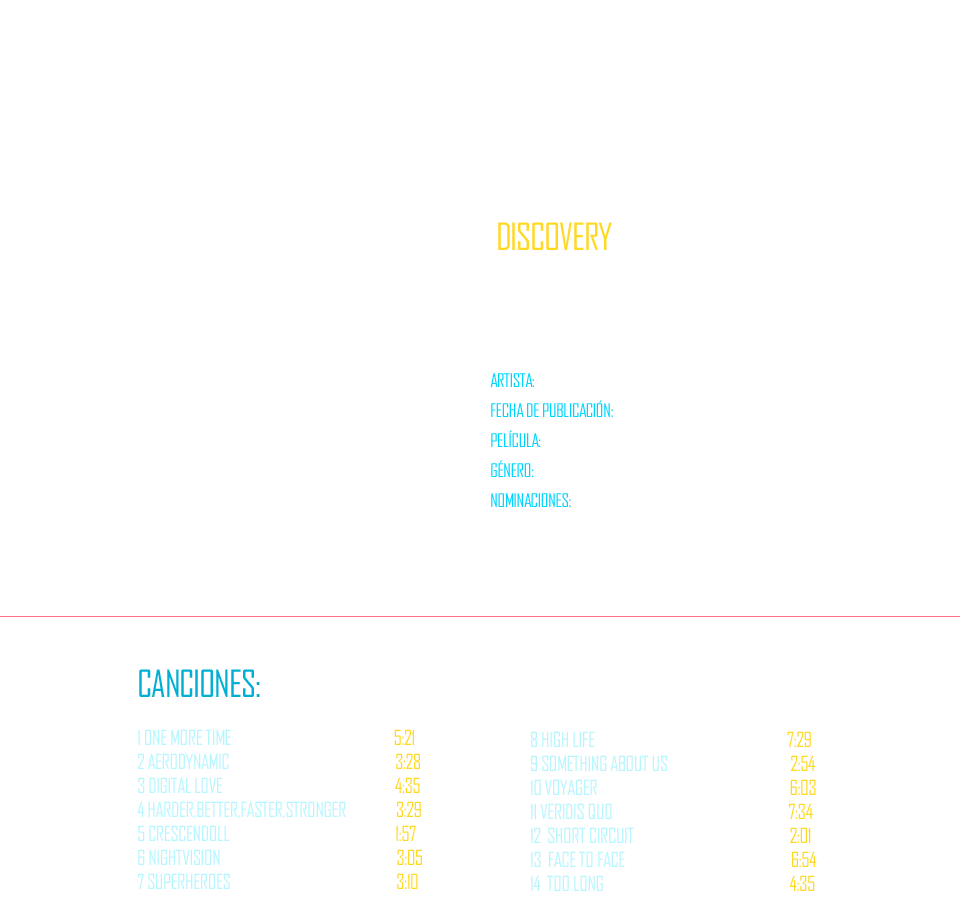 DISCOVERY
ARTISTA:
FECHA DE PUBLICACIÓN:
PELÍCULA:
GÉNERO:
NOMINACIONES:
CANCIONES:
1 ONE MORE TIME 5:21
2 AERODYNAMIC 3:28
3 DIGITAL LOVE 4:35
4 HARDER,BETTER,FASTER,STRONGER 3:29
5 CRESCENDOLL 1:57
6 NIGHTVISION 3:05
7 SUPERHEROES 3:10
8 HIGH LIFE 7:29
9 SOMETHING ABOUT US 2:54
10 VOYAGER 6:03
11 VERIDIS QUO 7:34
12 SHORT CIRCUIT 2:01
13 FACE TO FACE 6:54
14 TOO LONG 4:35